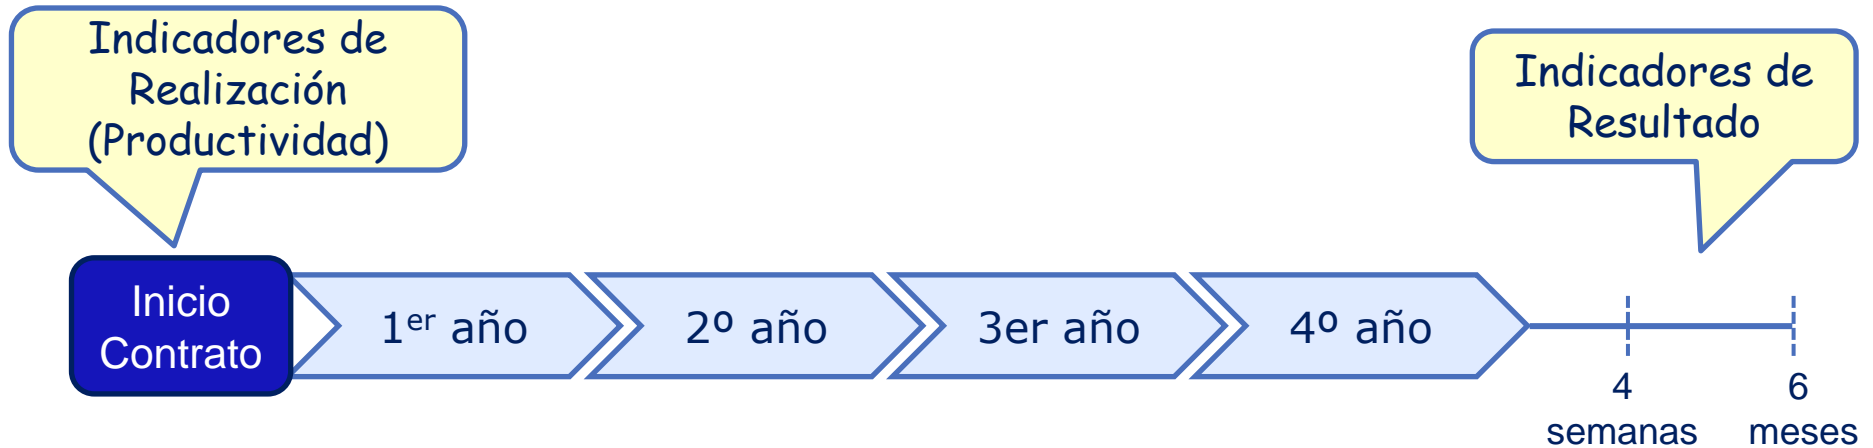 Indicadores de
Realización
(Productividad)
Indicadores de
Resultado
Inicio
Contrato
1er año
2º año
3er año
4º año
4
semanas
6
meses